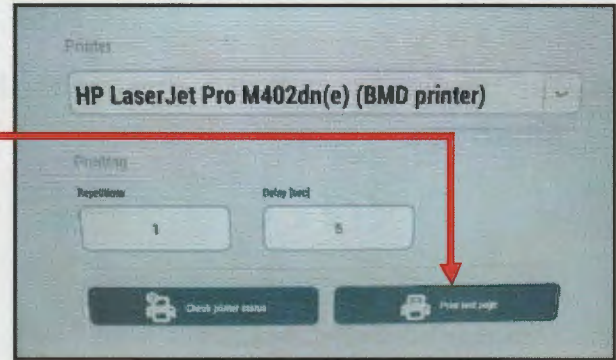 Printer
HP LaserJet Pro M402dn(e) (BMD printer)
Printing
Repetitions Delay [sec]
1 5
Check printer status Print test page